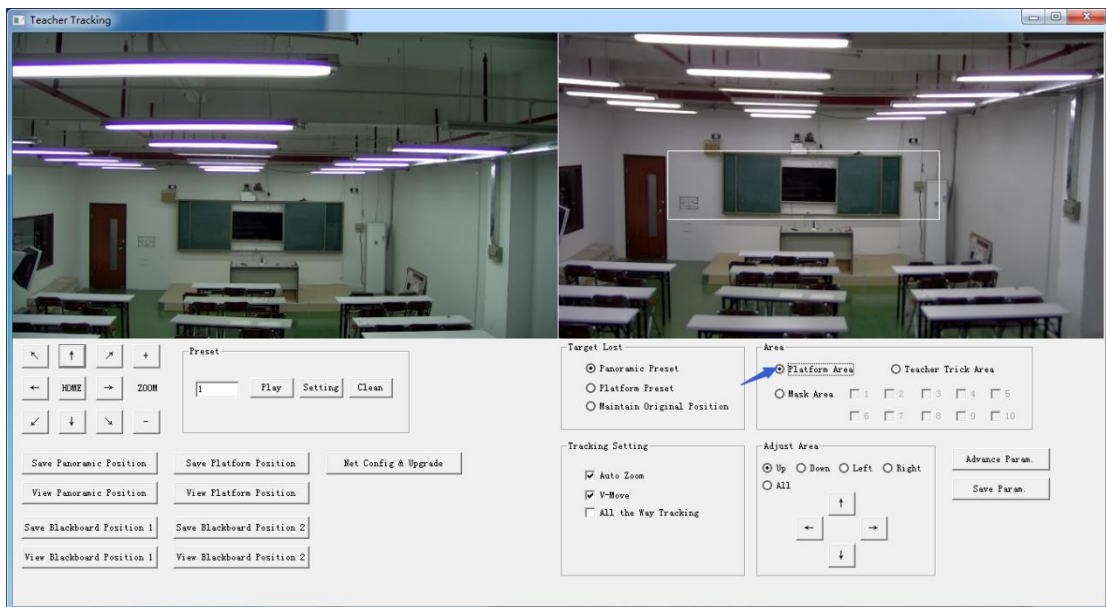 Teacher Tracking
Preset
1 Play Setting Clean
HOME ZOOM
+
-
Save Panoramic Position Save Platform Position Net Config & Upgrade
View Panoramic Position View Platform Position
Save Blackboard Position 1 Save Blackboard Position 2
View Blackboard Position 1 View Blackboard Position 2
Target Lost
Panoramic Preset
Platform Preset
Maintain Original Position
Area
Platform Area Teacher Trick Area
Mask Area 1 2 3 4 5
6 7 8 9 10
Tracking Setting
Auto Zoom
V-Move
All the Way Tracking
Adjust Area
Up Down Left Right
All
Advance Param.
Save Param.